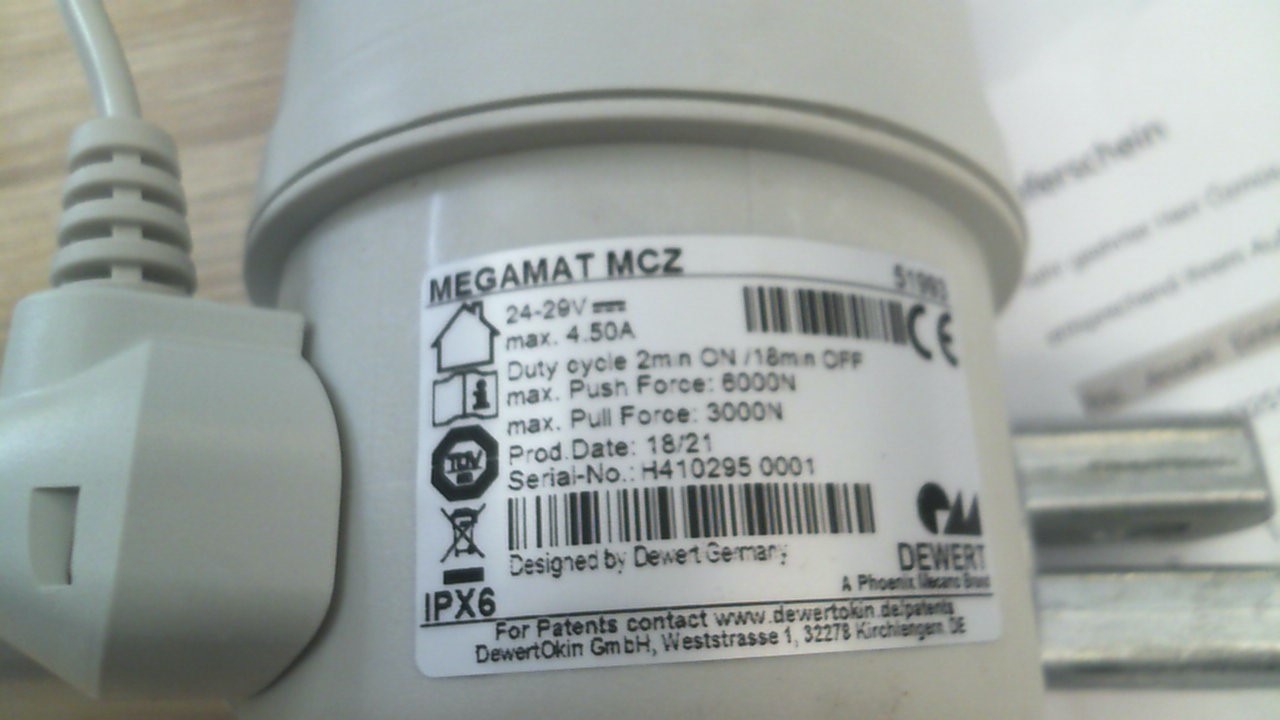 MEGAMAT MCZ
24-29V
max. 4.50A
Duty cycle 2min ON /18min OFF
max. Push Force: 6000N
max. Pull Force: 3000N
Prod.Date: 18/21
Serial-No.: H410295 0001
CE
TÜV
Designed by Dewert Germany
DEWERT
A Phoenix Mecano Brand
IPX6
For Patents contact www.dewertokin.de/patents
DewertOkin GmbH, Weststrasse 1, 32278 Kirchlengern, DE